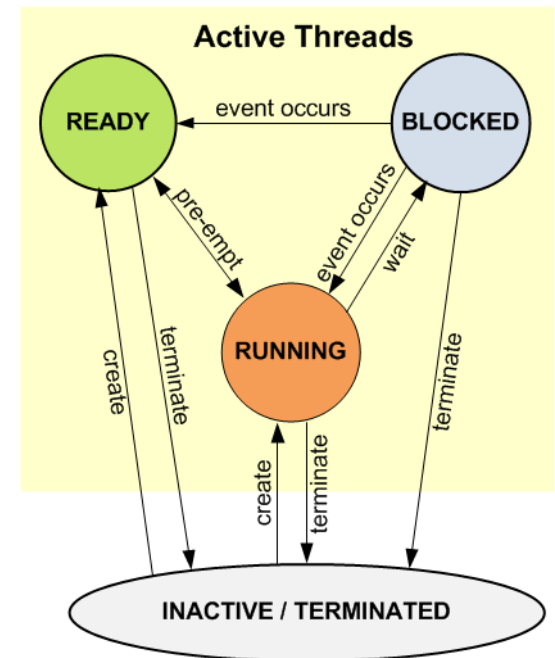 Active Threads
READY
event occurs
BLOCKED
pre-empt
event occurs
wait
RUNNING
create
terminate
create
terminate
terminate
INACTIVE / TERMINATED